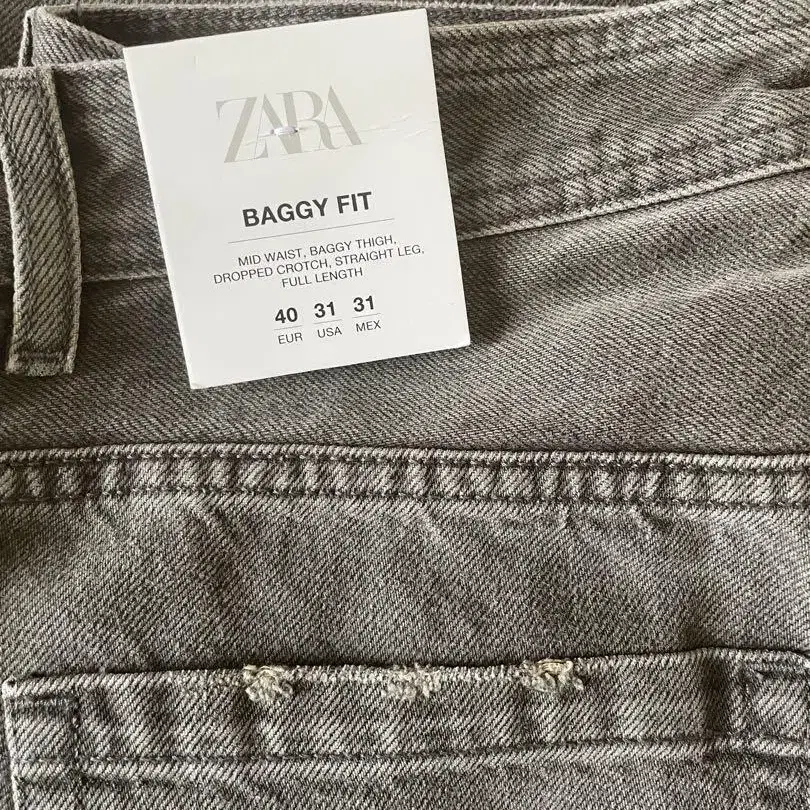 ZARA
BAGGY FIT
MID WAIST, BAGGY THIGH,
DROPPED CROTCH, STRAIGHT LEG,
FULL LENGTH
40 31 31
EUR USA MEX